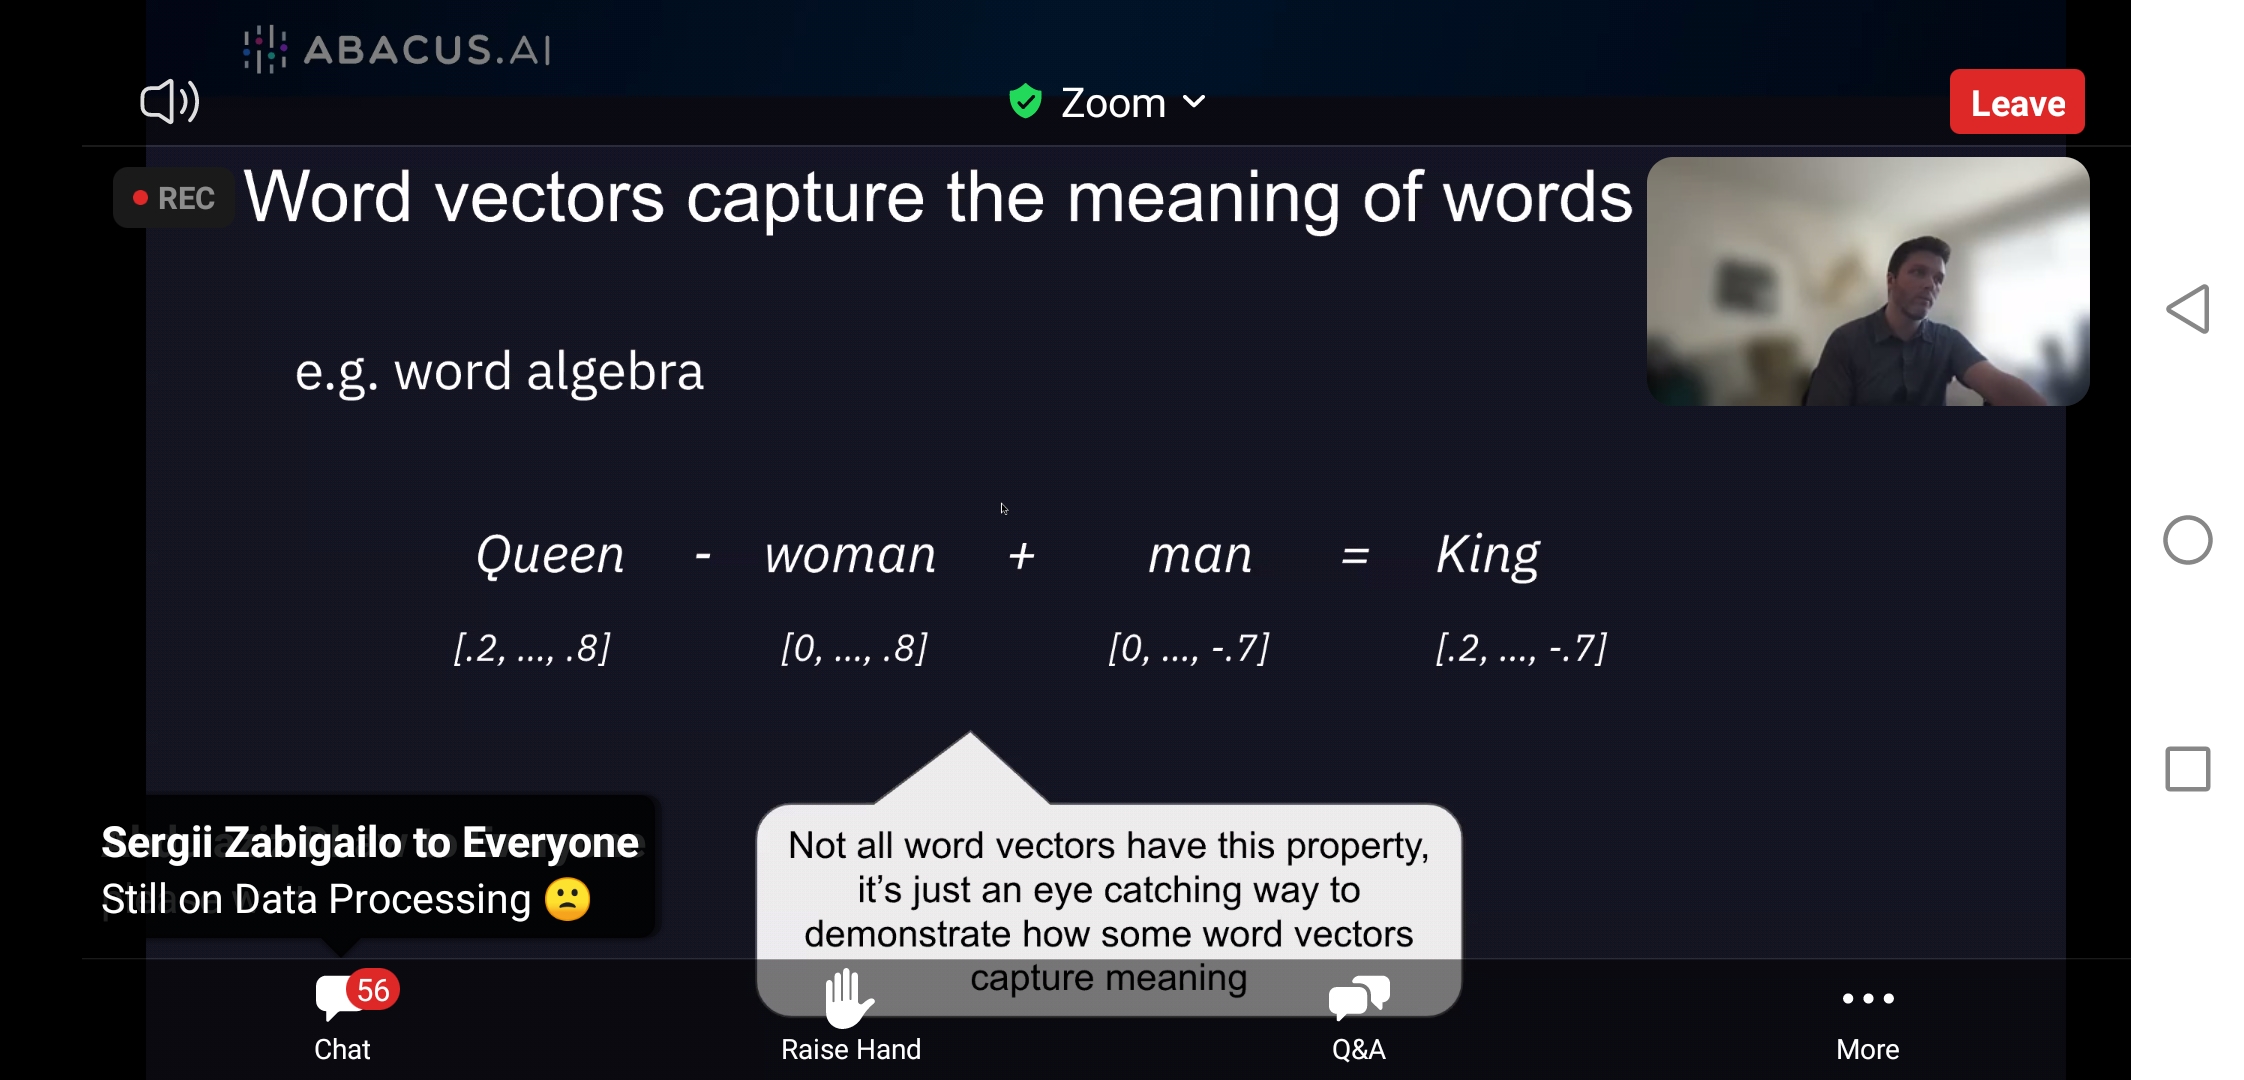 ABACUS.AI
Zoom
Leave
REC
Word vectors capture the meaning of words
e.g. word algebra
Queen - woman + man = King
[.2, ..., .8] [0, ..., .8] [0, ..., -.7] [.2, ..., -.7]
Sergii Zabigailo to Everyone
Still on Data Processing 🙁
Not all word vectors have this property,
it’s just an eye catching way to
demonstrate how some word vectors
capture meaning
56
Chat
Raise Hand
Q&A
More